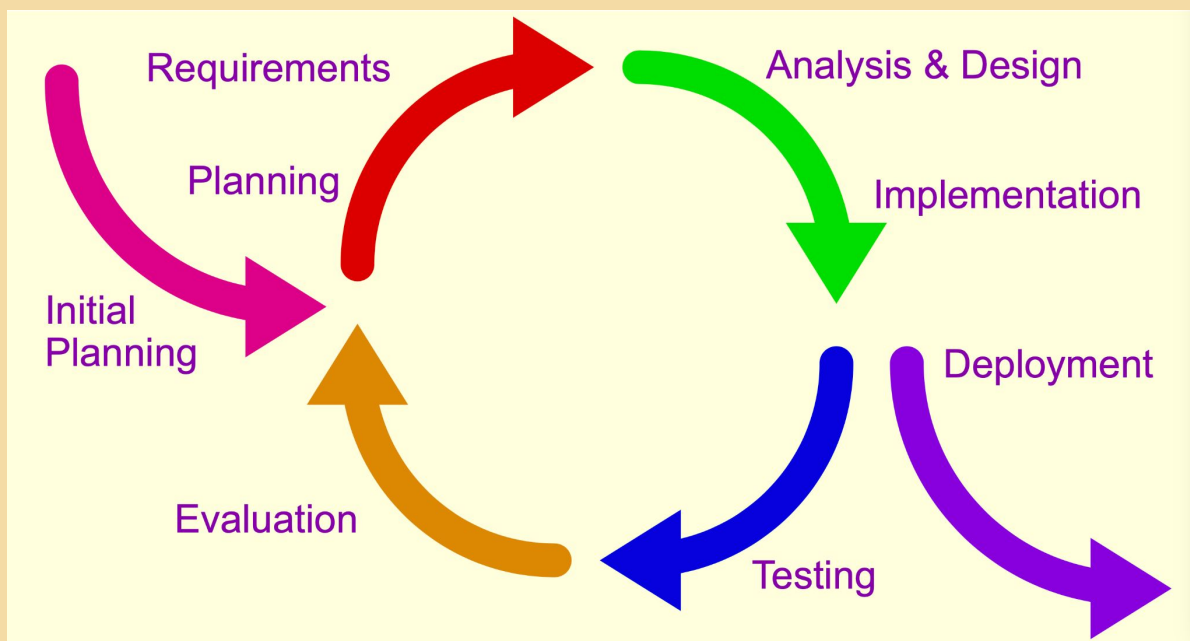 Requirements
Analysis & Design
Planning
Implementation
Initial
Planning
Deployment
Evaluation
Testing